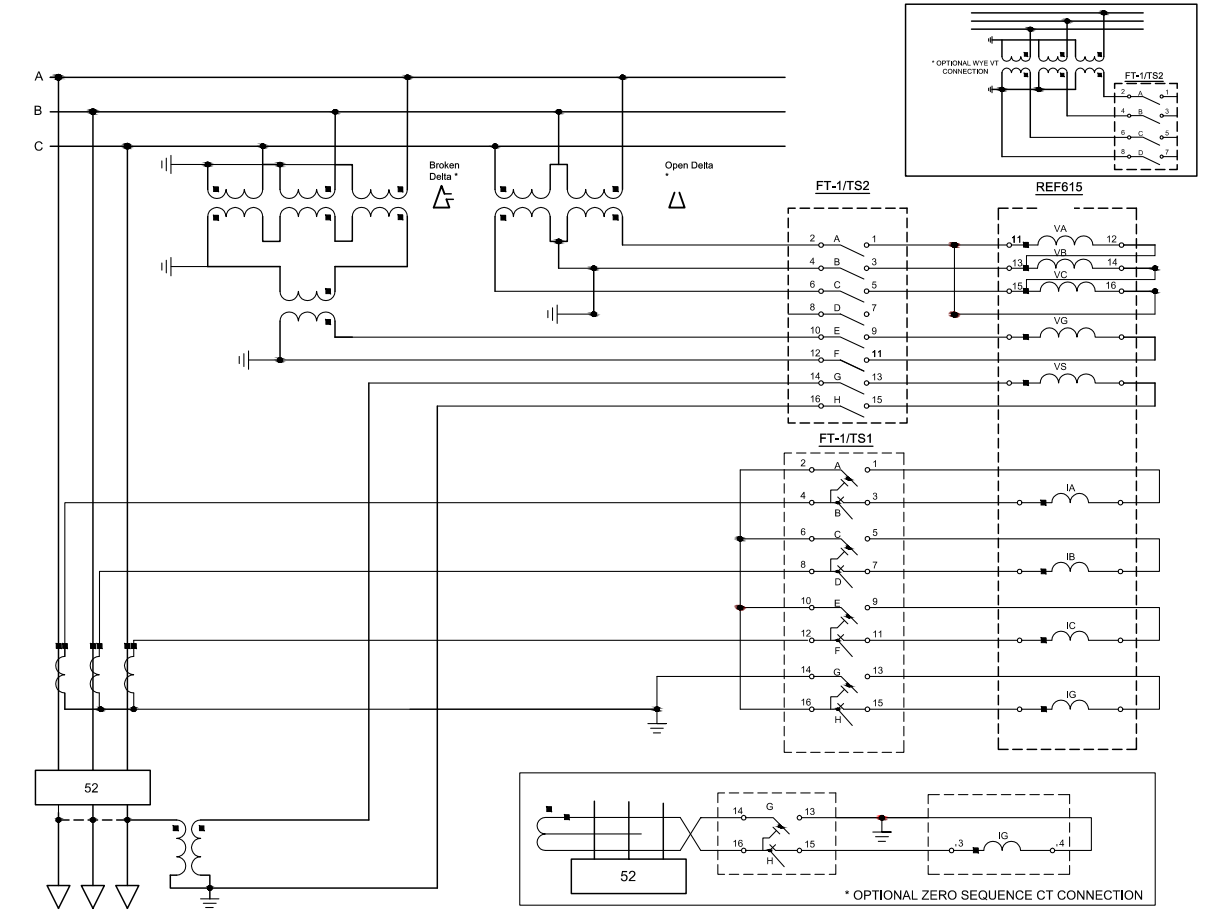 * OPTIONAL WYE VT
CONNECTION
FT-1/TS2
2 A 1
4 B 3
6 C 5
8 D 7
A
B
C
Broken
Delta *
Open Delta
*
FT-1/TS2
REF615
2 A 1
11 VA 12
4 B 3
13 VB 14
6 C 5
15 VC 16
8 D 7
10 E 9
VG
12 F 11
14 G 13
VS
16 H 15
FT-1/TS1
2 A 1
4 3
B
IA
6 C 5
8 7
D
IB
10 E 9
12 11
F
IC
14 G 13
16 15
H
IG
52
14 G 13
16 15
H
.3 IG .4
52
* OPTIONAL ZERO SEQUENCE CT CONNECTION